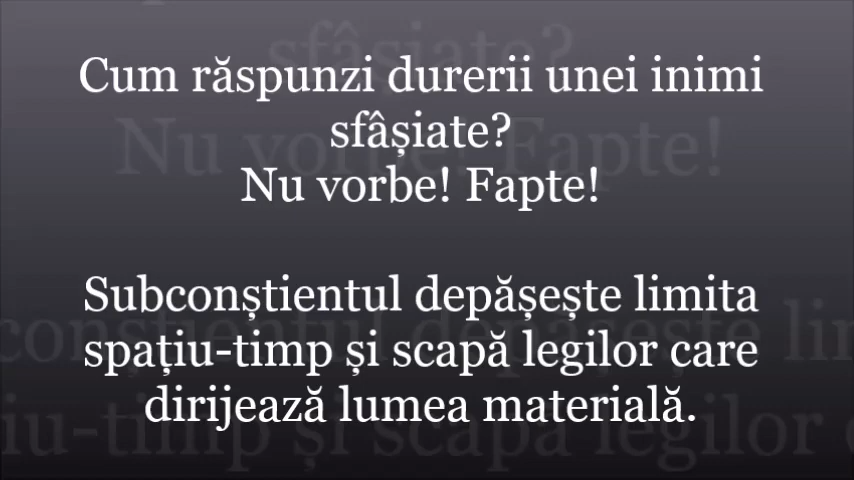 Cum răspunzi durerii unei inimi
sfâșiate?
Nu vorbe! Fapte!
Subconștientul depășește limita
spațiu-timp și scapă legilor care
dirijează lumea materială.